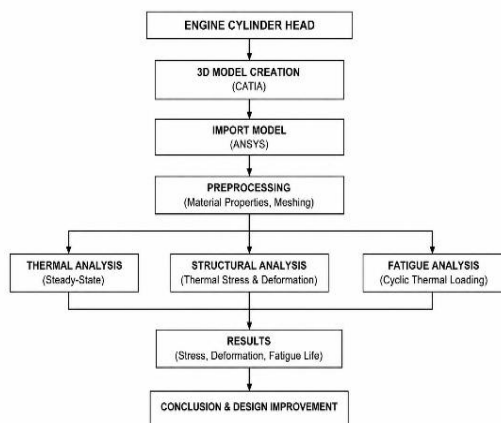 ENGINE CYLINDER HEAD
3D MODEL CREATION
(CATIA)
IMPORT MODEL
(ANSYS)
PREPROCESSING
(Material Properties, Meshing)
THERMAL ANALYSIS
(Steady-State)
STRUCTURAL ANALYSIS
(Thermal Stress & Deformation)
FATIGUE ANALYSIS
(Cyclic Thermal Loading)
RESULTS
(Stress, Deformation, Fatigue Life)
CONCLUSION & DESIGN IMPROVEMENT